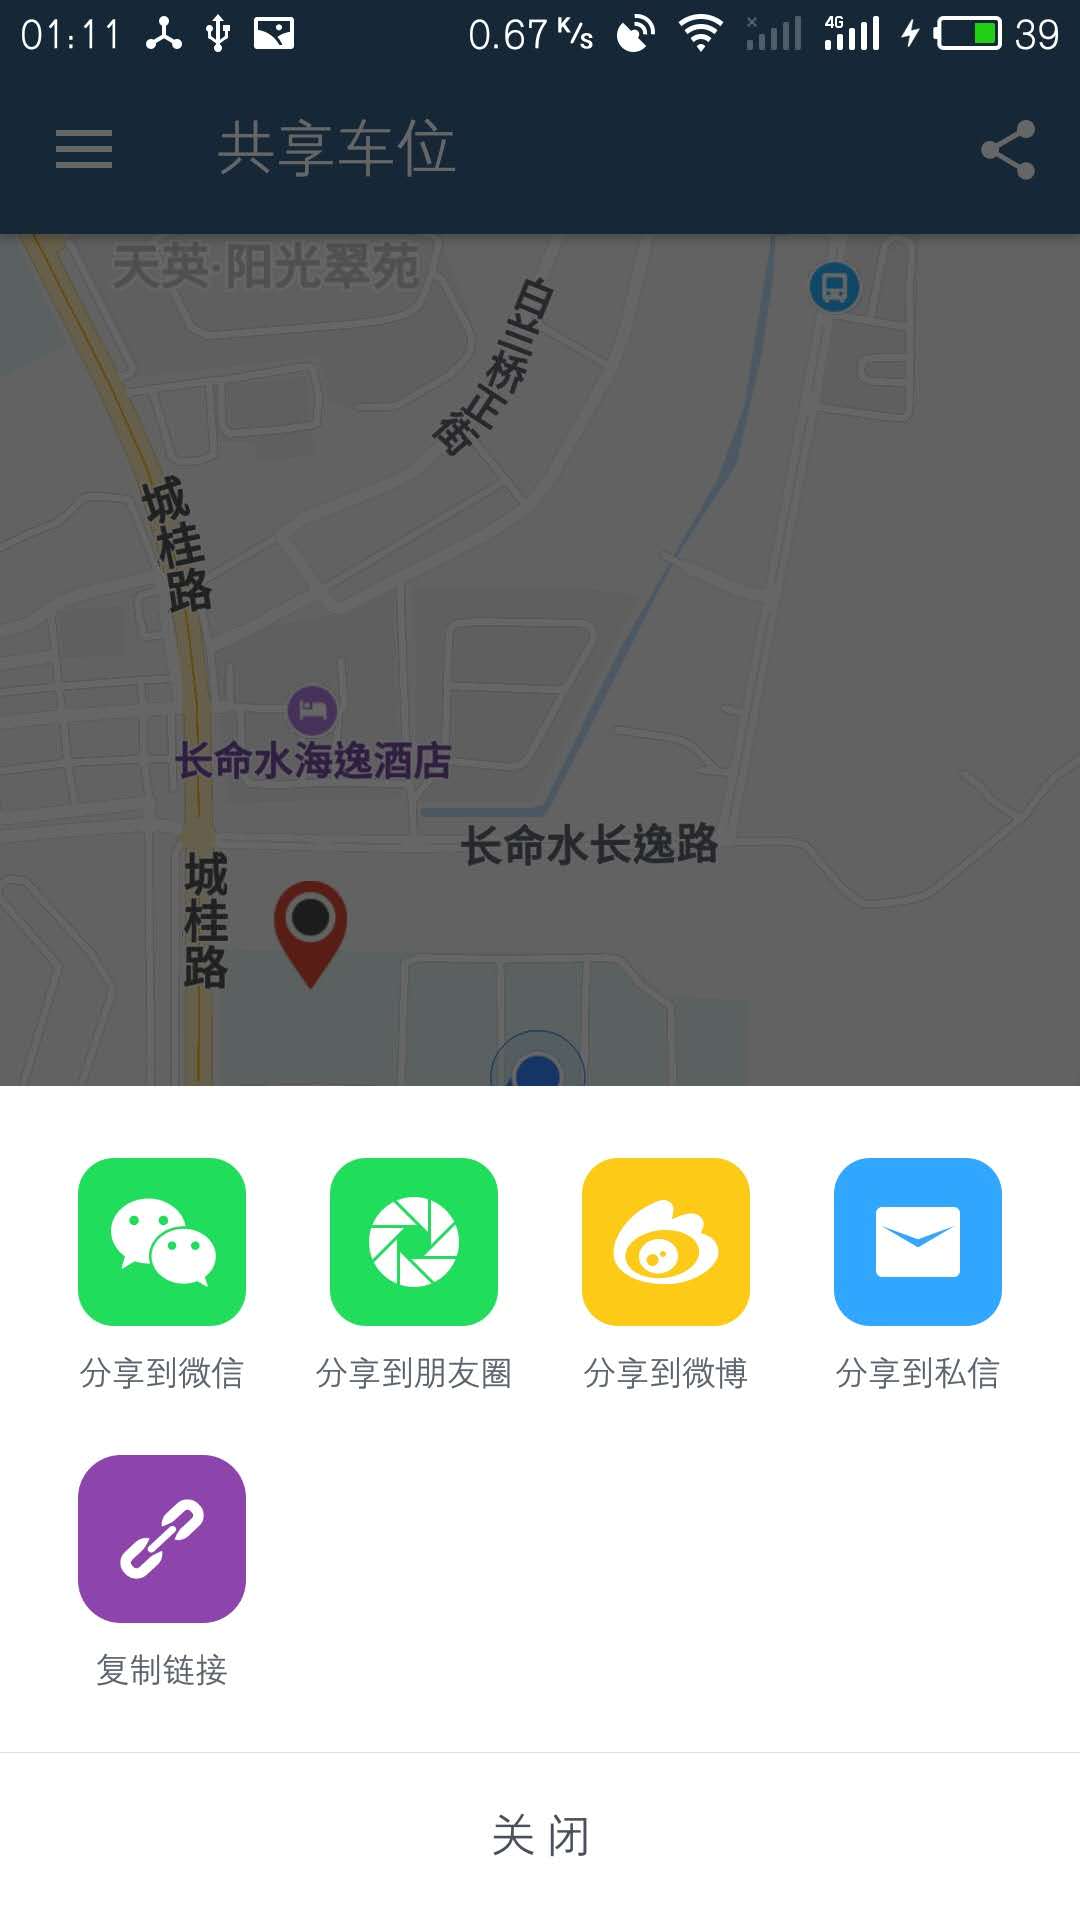 01:11 0.67 K/s 4G 39
共享车位
天英·阳光翠苑
白兰桥正街
城桂路
长命水海逸酒店
长命水长逸路
城桂路
分享到微信 分享到朋友圈 分享到微博 分享到私信
复制链接
关 闭